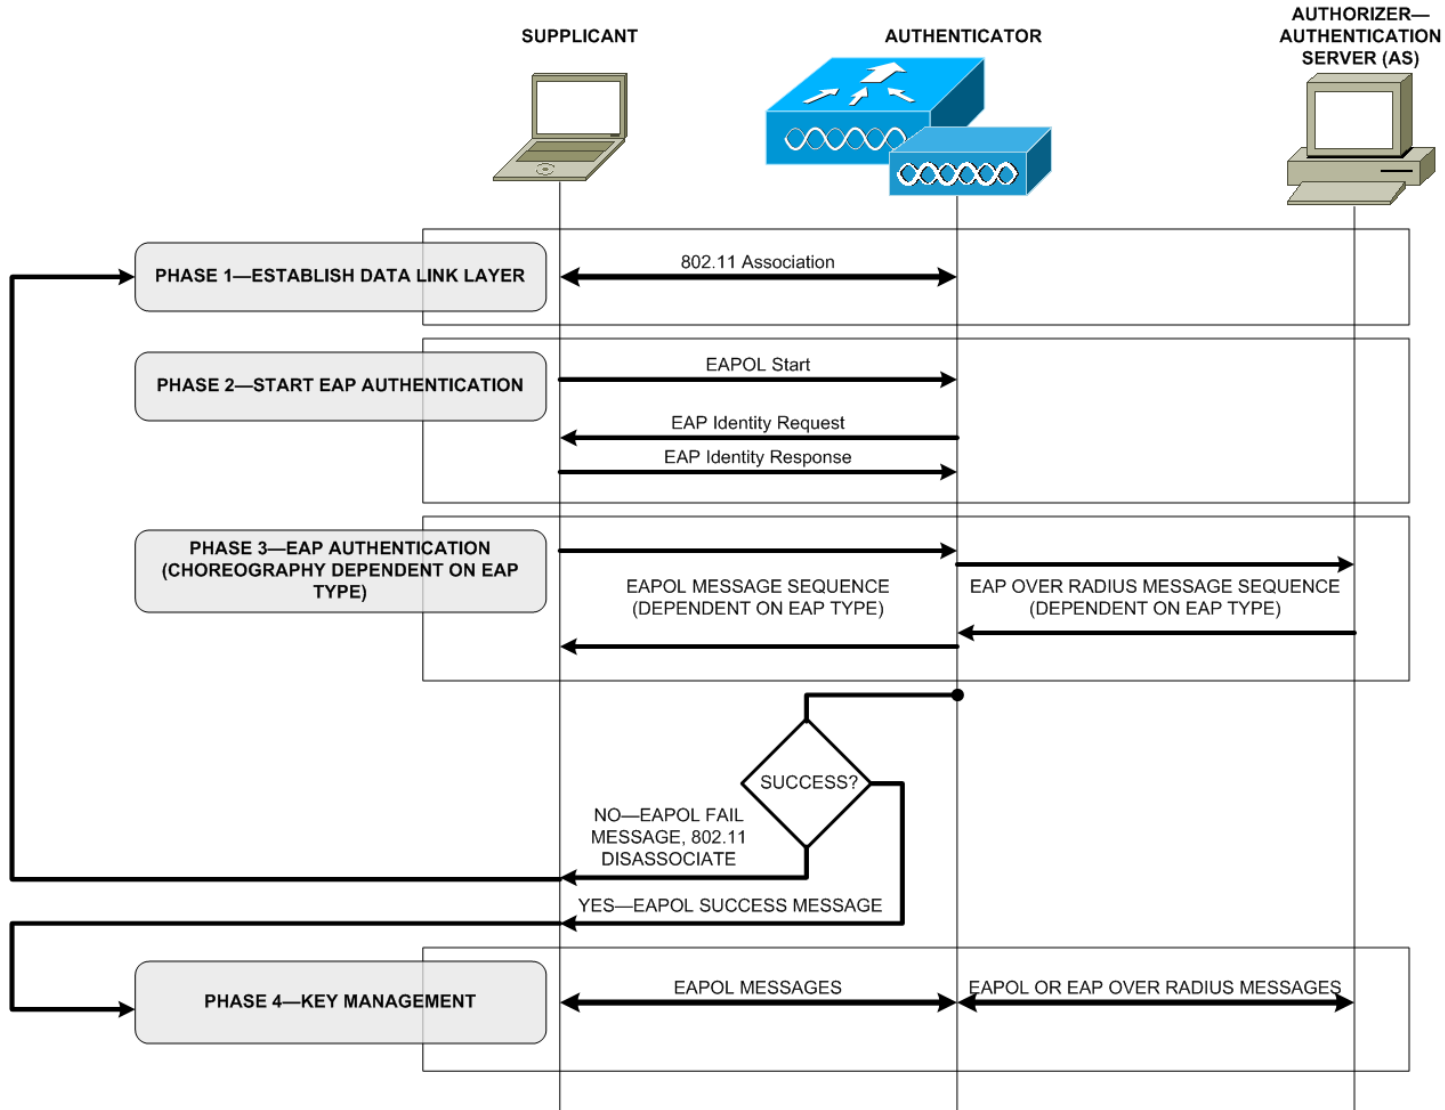 SUPPLICANT
AUTHENTICATOR
AUTHORIZER—
AUTHENTICATION
SERVER (AS)
PHASE 1—ESTABLISH DATA LINK LAYER
802.11 Association
PHASE 2—START EAP AUTHENTICATION
EAPOL Start
EAP Identity Request
EAP Identity Response
PHASE 3—EAP AUTHENTICATION
(CHOREOGRAPHY DEPENDENT ON EAP
TYPE)
EAPOL MESSAGE SEQUENCE
(DEPENDENT ON EAP TYPE)
EAP OVER RADIUS MESSAGE SEQUENCE
(DEPENDENT ON EAP TYPE)
SUCCESS?
NO—EAPOL FAIL
MESSAGE, 802.11
DISASSOCIATE
YES—EAPOL SUCCESS MESSAGE
PHASE 4—KEY MANAGEMENT
EAPOL MESSAGES
EAPOL OR EAP OVER RADIUS MESSAGES